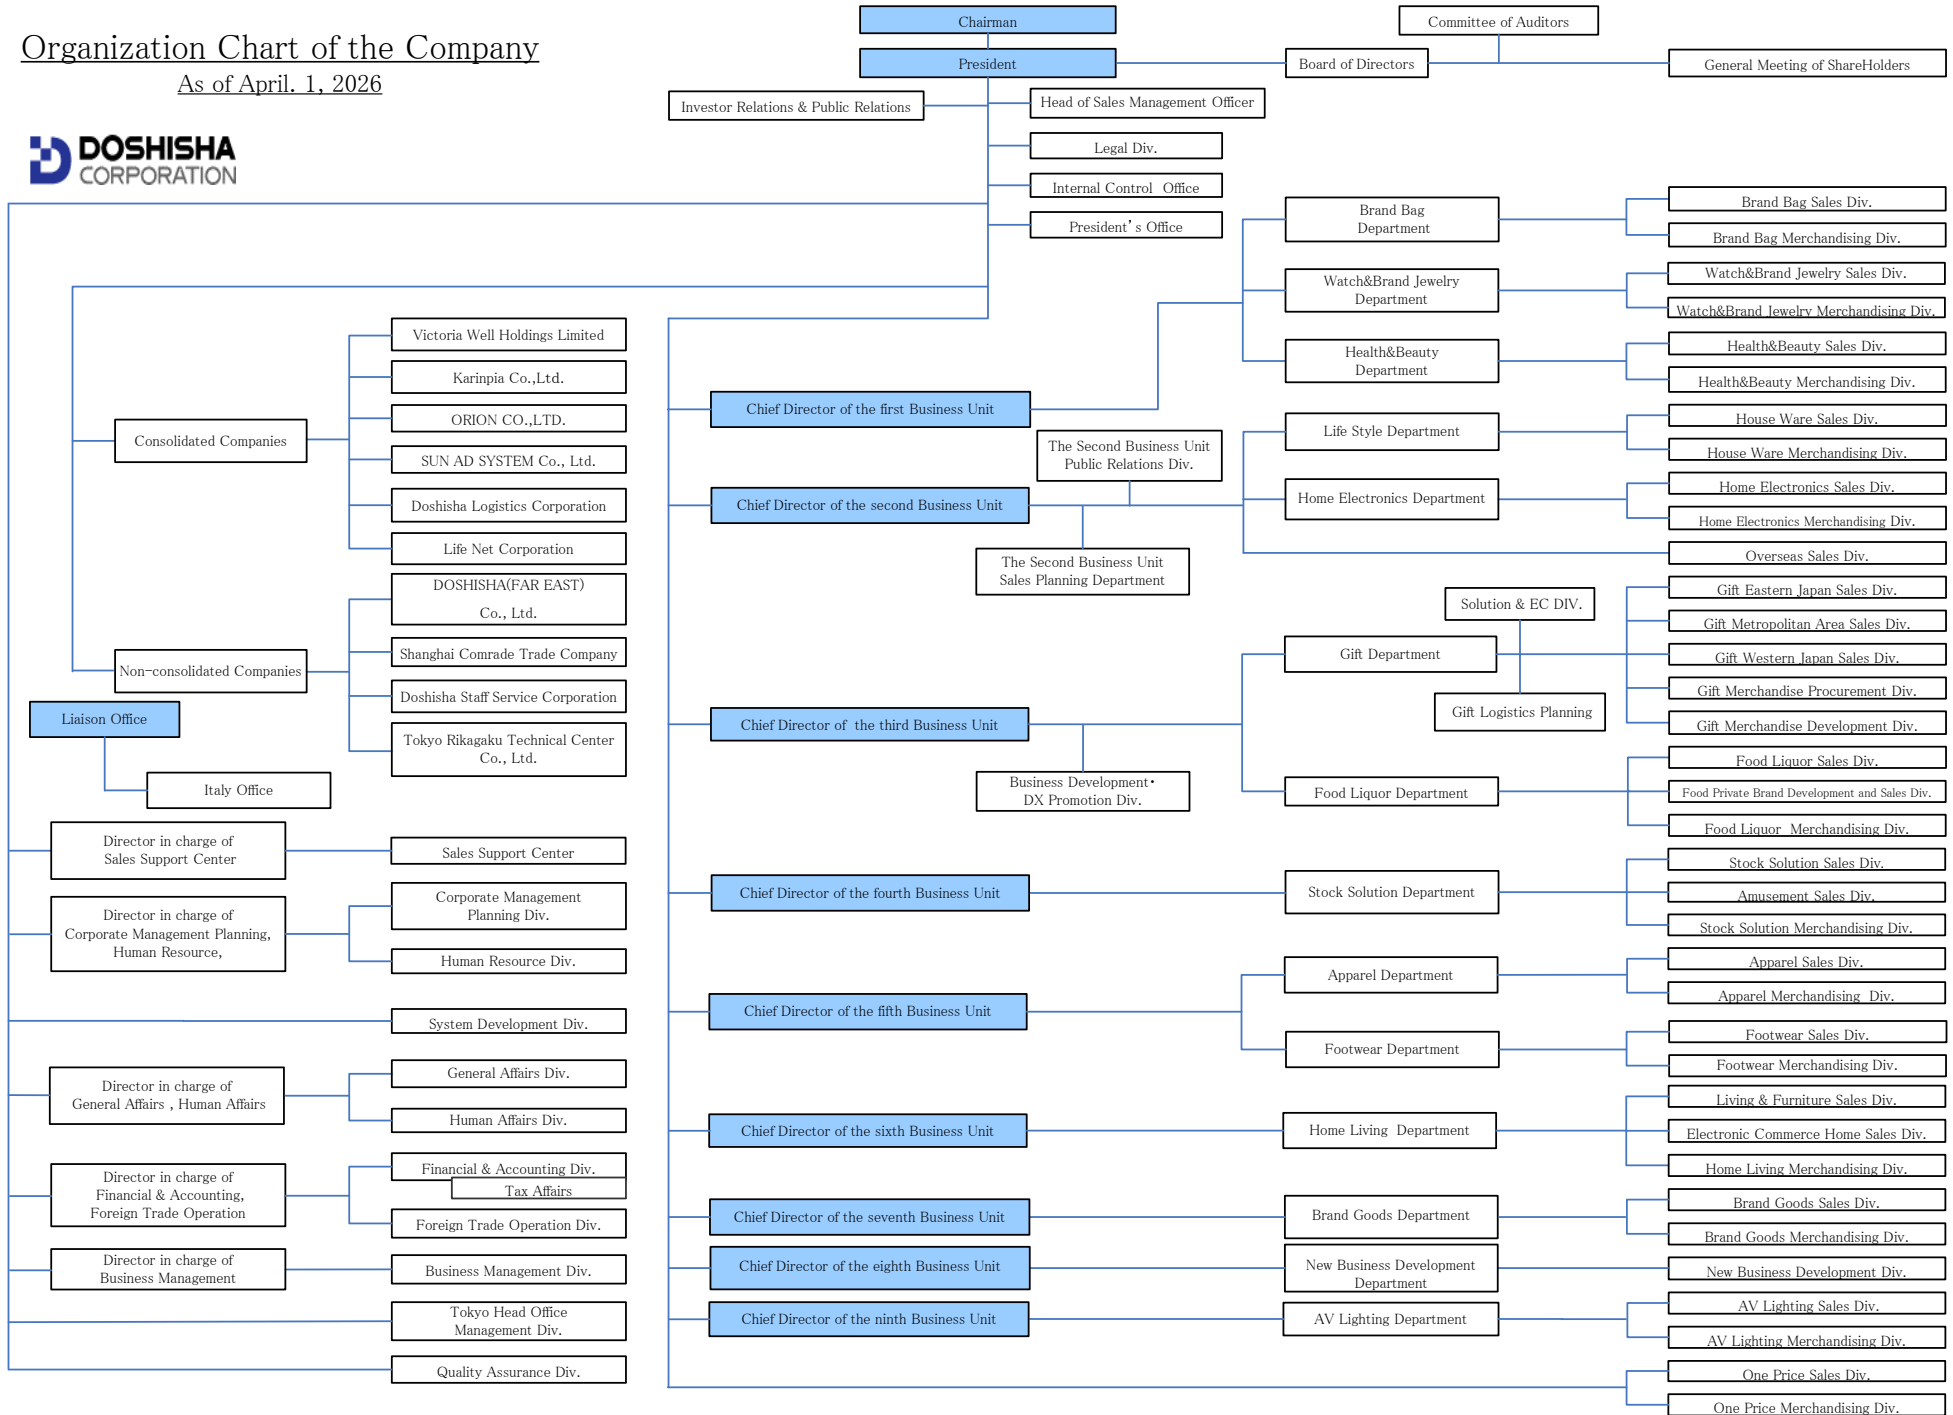 Organization Chart of the Company
As of April. 1, 2026
DOSHISHA
CORPORATION
Chairman
President
Committee of Auditors
Board of Directors
General Meeting of ShareHolders
Investor Relations & Public Relations
Head of Sales Management Officer
Legal Div.
Internal Control Office
President’s Office
Victoria Well Holdings Limited
Karinpia Co.,Ltd.
ORION CO.,LTD.
Consolidated Companies
SUN AD SYSTEM Co., Ltd.
Doshisha Logistics Corporation
Life Net Corporation
DOSHISHA(FAR EAST)
Co., Ltd.
Shanghai Comrade Trade Company
Non-consolidated Companies
Doshisha Staff Service Corporation
Tokyo Rikagaku Technical Center
Co., Ltd.
Liaison Office
Italy Office
Director in charge of
Sales Support Center
Sales Support Center
Director in charge of
Corporate Management Planning,
Human Resource,
Corporate Management
Planning Div.
Human Resource Div.
System Development Div.
Director in charge of
General Affairs , Human Affairs
General Affairs Div.
Human Affairs Div.
Director in charge of
Financial & Accounting,
Foreign Trade Operation
Financial & Accounting Div.
Tax Affairs
Foreign Trade Operation Div.
Director in charge of
Business Management
Business Management Div.
Tokyo Head Office
Management Div.
Quality Assurance Div.
Chief Director of the first Business Unit
Brand Bag
Department
Brand Bag Sales Div.
Brand Bag Merchandising Div.
Watch&Brand Jewelry
Department
Watch&Brand Jewelry Sales Div.
Watch&Brand Jewelry Merchandising Div.
Health&Beauty
Department
Health&Beauty Sales Div.
Health&Beauty Merchandising Div.
Chief Director of the second Business Unit
The Second Business Unit
Public Relations Div.
The Second Business Unit
Sales Planning Department
Life Style Department
House Ware Sales Div.
House Ware Merchandising Div.
Home Electronics Department
Home Electronics Sales Div.
Home Electronics Merchandising Div.
Overseas Sales Div.
Chief Director of the third Business Unit
Business Development・
DX Promotion Div.
Gift Department
Solution & EC DIV.
Gift Logistics Planning
Gift Eastern Japan Sales Div.
Gift Metropolitan Area Sales Div.
Gift Western Japan Sales Div.
Gift Merchandise Procurement Div.
Gift Merchandise Development Div.
Food Liquor Department
Food Liquor Sales Div.
Food Private Brand Development and Sales Div.
Food Liquor Merchandising Div.
Chief Director of the fourth Business Unit
Stock Solution Department
Stock Solution Sales Div.
Amusement Sales Div.
Stock Solution Merchandising Div.
Chief Director of the fifth Business Unit
Apparel Department
Apparel Sales Div.
Apparel Merchandising Div.
Footwear Department
Footwear Sales Div.
Footwear Merchandising Div.
Chief Director of the sixth Business Unit
Home Living Department
Living & Furniture Sales Div.
Electronic Commerce Home Sales Div.
Home Living Merchandising Div.
Chief Director of the seventh Business Unit
Brand Goods Department
Brand Goods Sales Div.
Brand Goods Merchandising Div.
Chief Director of the eighth Business Unit
New Business Development
Department
New Business Development Div.
Chief Director of the ninth Business Unit
AV Lighting Department
AV Lighting Sales Div.
AV Lighting Merchandising Div.
One Price Sales Div.
One Price Merchandising Div.